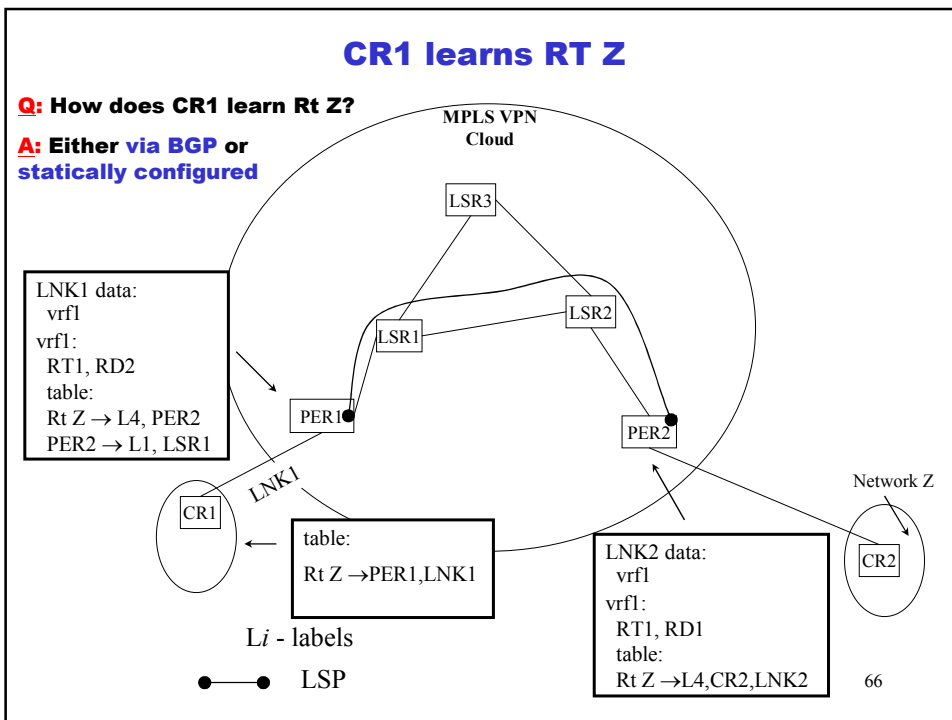 CR1 learns RT Z
Q: How does CR1 learn Rt Z?
A: Either via BGP or
statically configured
MPLS VPN
Cloud
LSR3
LSR1
LSR2
PER1
PER2
LNK1 data:
vrf1
vrf1:
RT1, RD2
table:
Rt Z → L4, PER2
PER2 → L1, LSR1
LNK1
CR1
table:
Rt Z →PER1,LNK1
Network Z
CR2
LNK2 data:
vrf1
vrf1:
RT1, RD1
table:
Rt Z →L4,CR2,LNK2
Li - labels
LSP
66